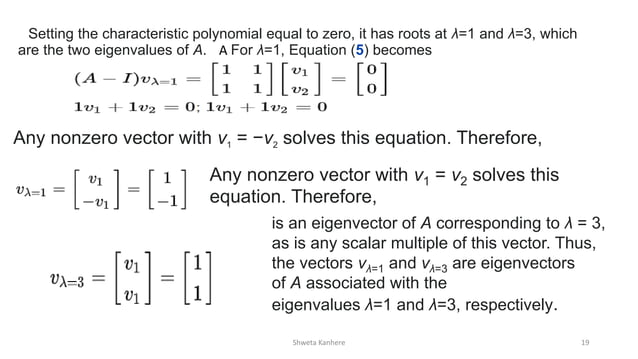 Setting the characteristic polynomial equal to zero, it has roots at λ=1 and λ=3, which
are the two eigenvalues of A. A For λ=1, Equation (5) becomes
(A − I)v_{λ=1} = [1 1; 1 1][v₁; v₂] = [0; 0]
1v₁ + 1v₂ = 0; 1v₁ + 1v₂ = 0
Any nonzero vector with v₁ = −v₂ solves this equation. Therefore,
v_{λ=1} = [v₁; −v₁] = [1; −1]
Any nonzero vector with v₁ = v₂ solves this
equation. Therefore,
v_{λ=3} = [v₁; v₁] = [1; 1]
is an eigenvector of A corresponding to λ = 3,
as is any scalar multiple of this vector. Thus,
the vectors v_{λ=1} and v_{λ=3} are eigenvectors
of A associated with the
eigenvalues λ=1 and λ=3, respectively.
Shweta Kanhere
19